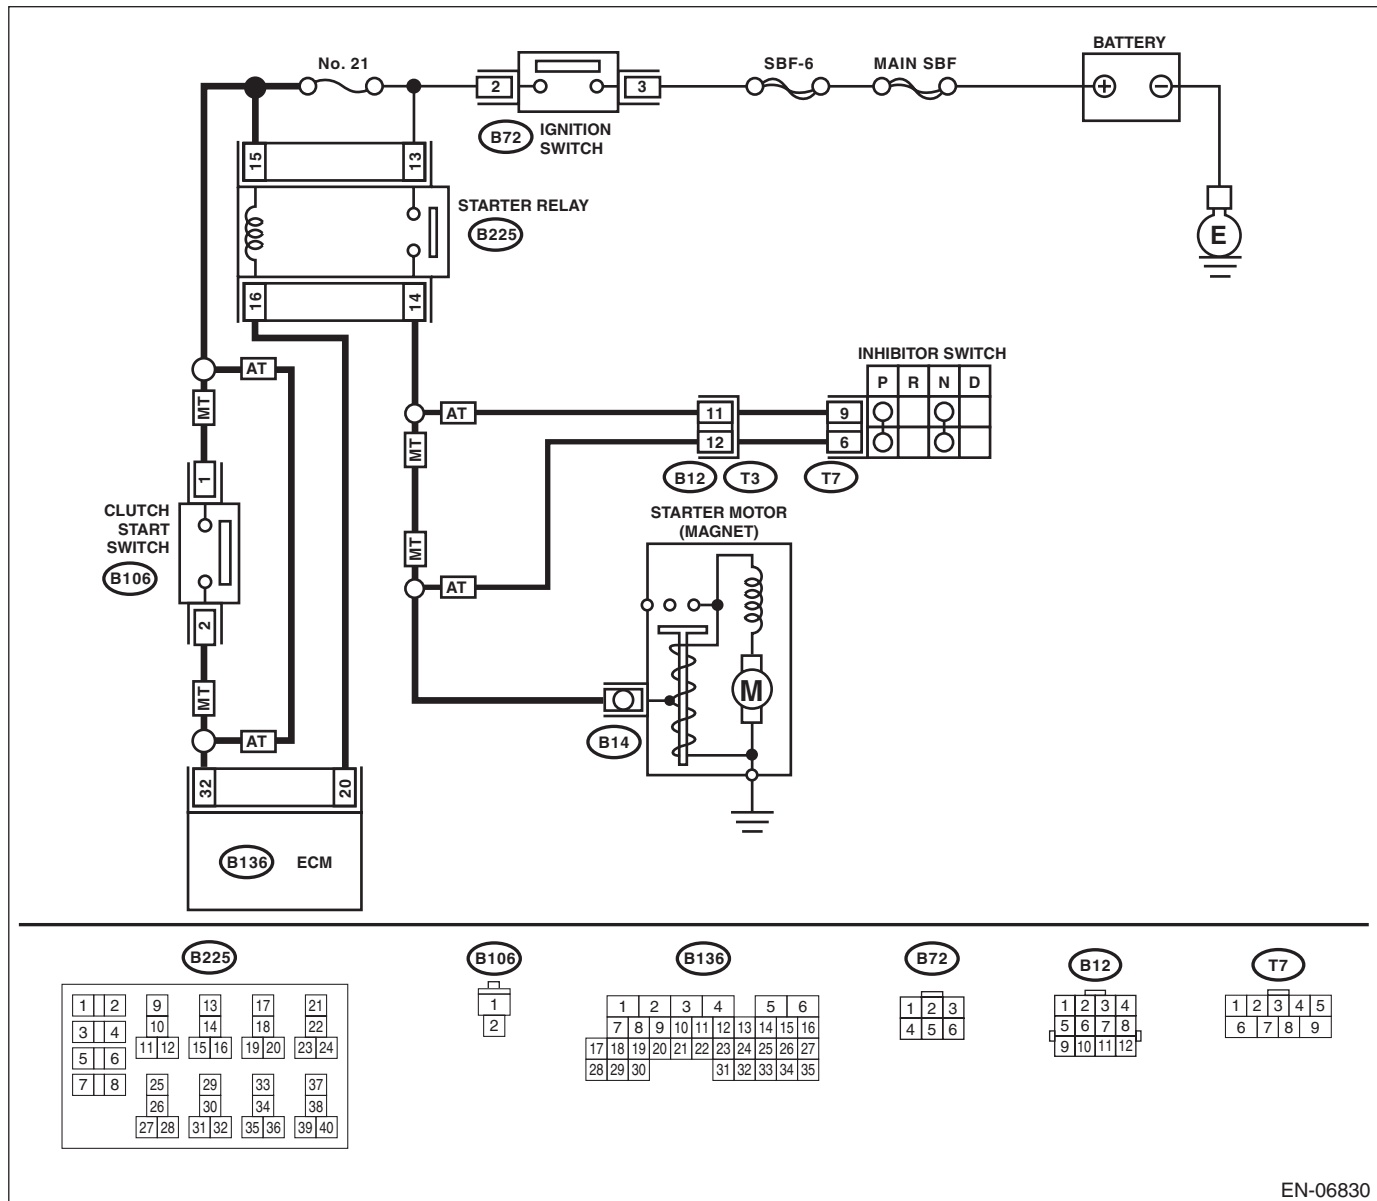 BATTERY
No. 21
SBF-6
MAIN SBF
2
3
B72
IGNITION
SWITCH
15
13
STARTER RELAY
B225
E
16
14
INHIBITOR SWITCH
P R N D
AT
MT
AT
11
9
MT
12
6
B12
T3
T7
1
CLUTCH
START
SWITCH
B106
STARTER MOTOR
(MAGNET)
MT
AT
2
M
MT
B14
AT
32
20
B136
ECM
B225
B106
B136
B72
B12
T7
1 2 9 13 17 21
3 4 10 14 18 22
11 12 15 16 19 20 23 24
5 6
7 8 25 29 33 37
26 30 34 38
27 28 31 32 35 36 39 40
1
2
1 2 3 4 5 6
7 8 9 10 11 12 13 14 15 16
17 18 19 20 21 22 23 24 25 26 27
28 29 30 31 32 33 34 35
1 2 3
4 5 6
1 2 3 4
5 6 7 8
9 10 11 12
1 2 3 4 5
6 7 8 9
EN-06830